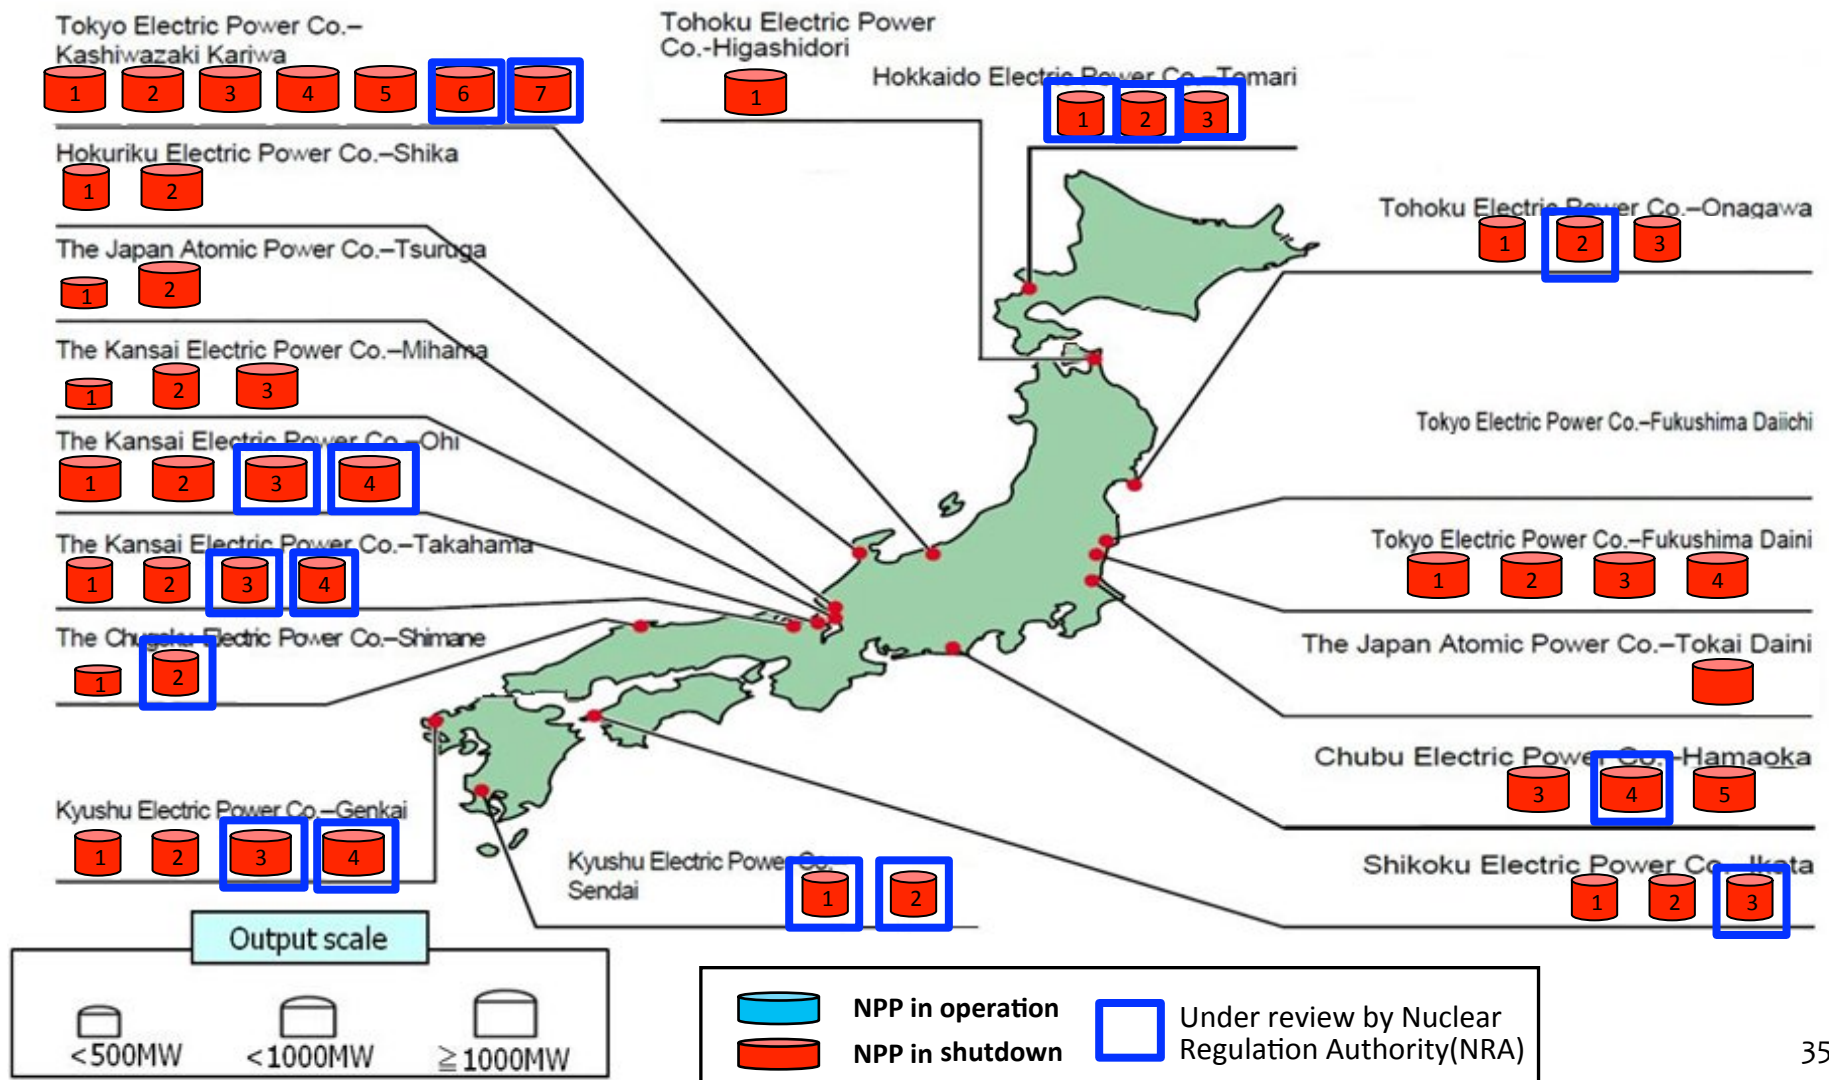 Tokyo Electric Power Co.–
Kashiwazaki Kariwa
1 2 3 4 5 6 7
Hokuriku Electric Power Co.–Shika
1 2
The Japan Atomic Power Co.–Tsuruga
1 2
The Kansai Electric Power Co.–Mihama
1 2 3
The Kansai Electric Power Co.–Ohi
1 2 3 4
The Kansai Electric Power Co.–Takahama
1 2 3 4
The Chugoku Electric Power Co.–Shimane
1 2
Kyushu Electric Power Co.–Genkai
1 2 3 4
Tohoku Electric Power
Co.-Higashidori
1
Hokkaido Electric Power Co.–Tomari
1 2 3
Tohoku Electric Power Co.–Onagawa
1 2 3
Tokyo Electric Power Co.–Fukushima Daiichi
Tokyo Electric Power Co.–Fukushima Daini
1 2 3 4
The Japan Atomic Power Co.–Tokai Daini
Chubu Electric Power Co.–Hamaoka
3 4 5
Shikoku Electric Power Co.–Ikata
1 2 3
Kyushu Electric Power Co.
Sendai
1 2
Output scale
<500MW <1000MW ≧1000MW
NPP in operation
NPP in shutdown
Under review by Nuclear
Regulation Authority(NRA)
35